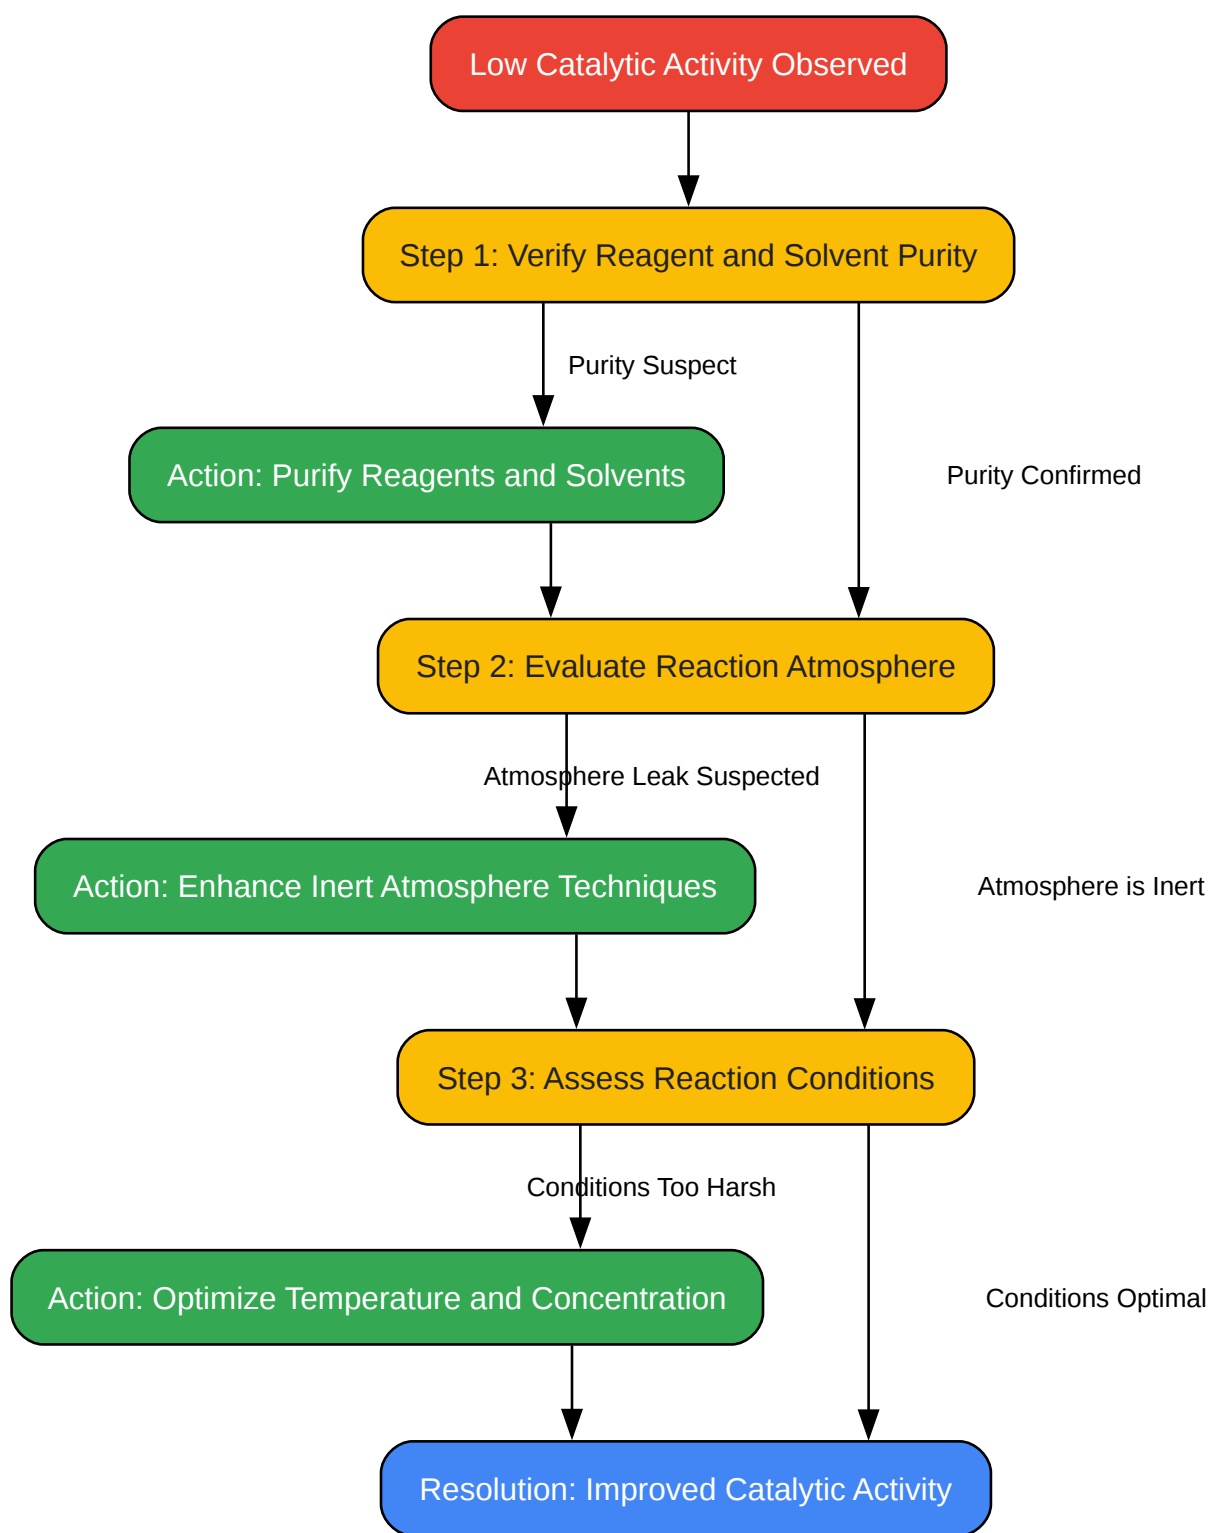 Low Catalytic Activity Observed
Step 1: Verify Reagent and Solvent Purity
Purity Suspect
Action: Purify Reagents and Solvents
Purity Confirmed
Step 2: Evaluate Reaction Atmosphere
Atmosphere Leak Suspected
Action: Enhance Inert Atmosphere Techniques
Atmosphere is Inert
Step 3: Assess Reaction Conditions
Conditions Too Harsh
Action: Optimize Temperature and Concentration
Conditions Optimal
Resolution: Improved Catalytic Activity